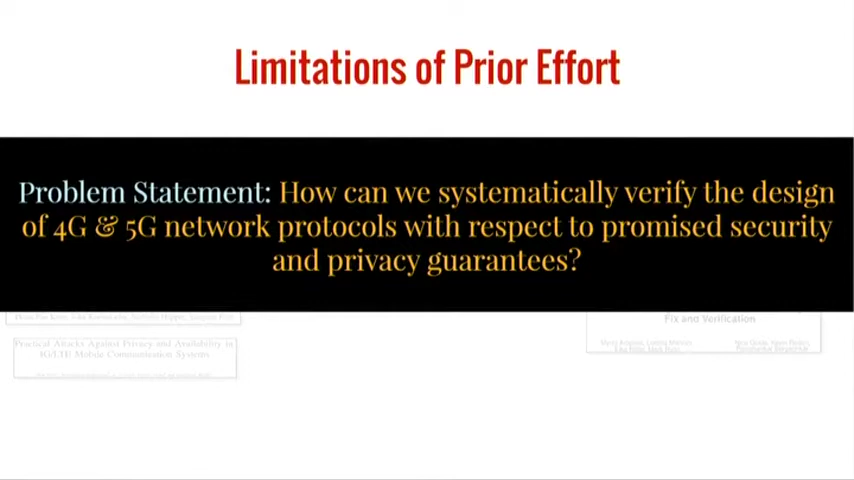 Limitations of Prior Effort
Problem Statement: How can we systematically verify the design
of 4G & 5G network protocols with respect to promised security
and privacy guarantees?
Fix and Verification
Practical Attacks Against Privacy and Availability in
4G/LTE Mobile Communication Systems